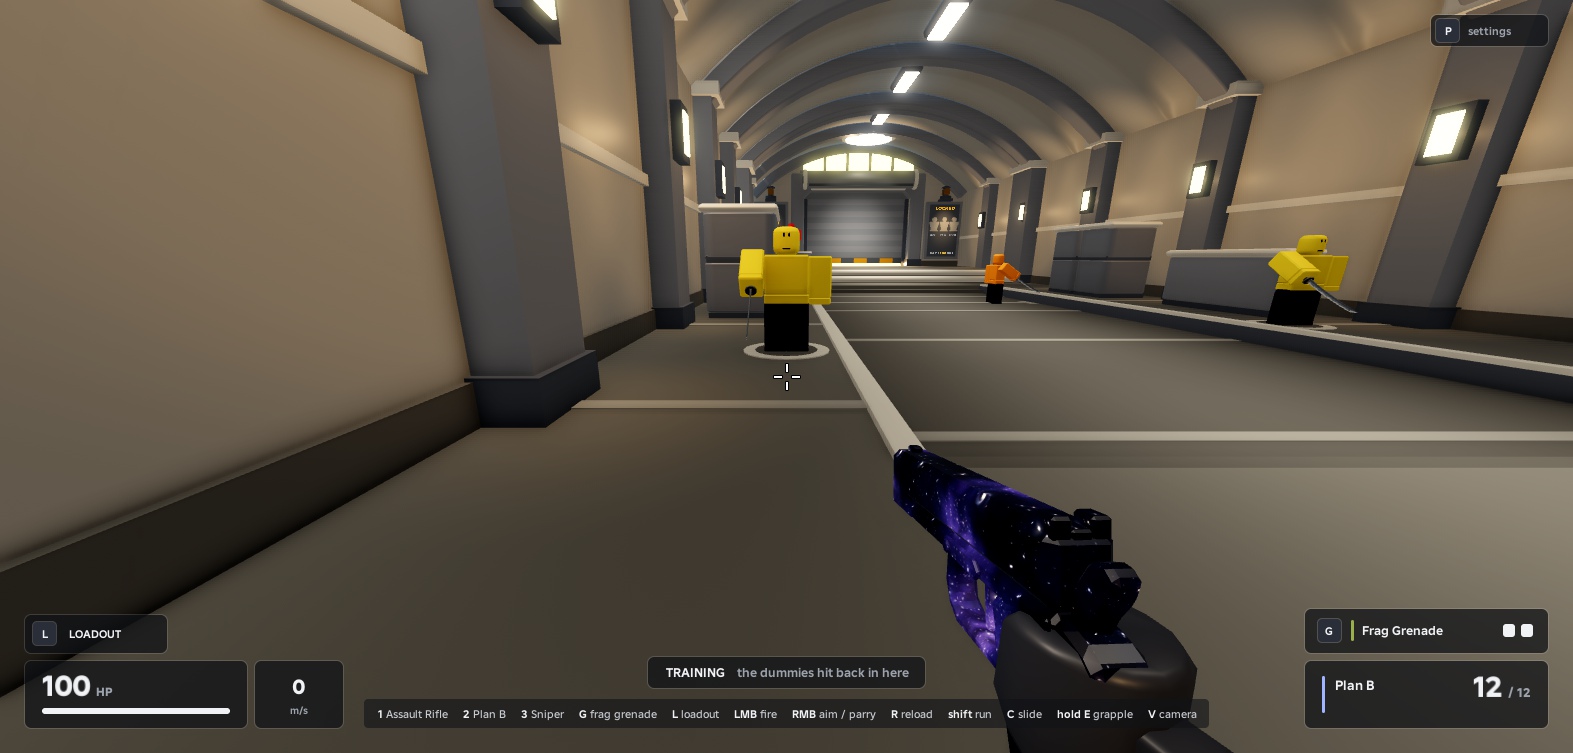 P settings
LOCKED
L LOADOUT
100 HP
0
m/s
TRAINING the dummies hit back in here
1 Assault Rifle 2 Plan B 3 Sniper G frag grenade L loadout LMB fire RMB aim / parry R reload shift run C slide hold E grapple V camera
G Frag Grenade
Plan B 12 / 12